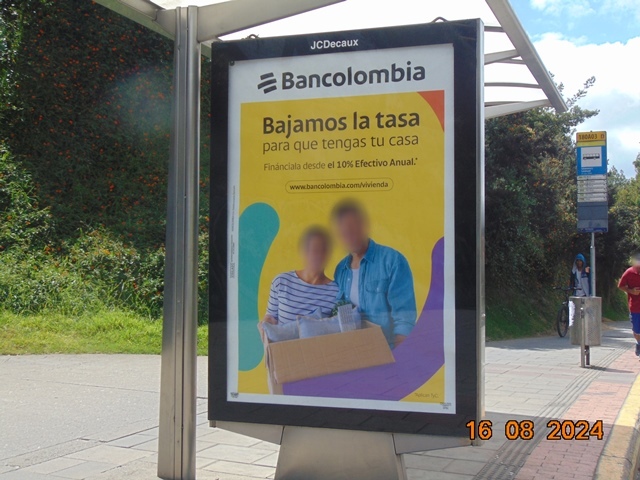 JCDecaux
Bancolombia
Bajamos la tasa
para que tengas tu casa
Fináncialа desde el 10% Efectivo Anual.*
www.bancolombia.com/vivienda
16 08 2024